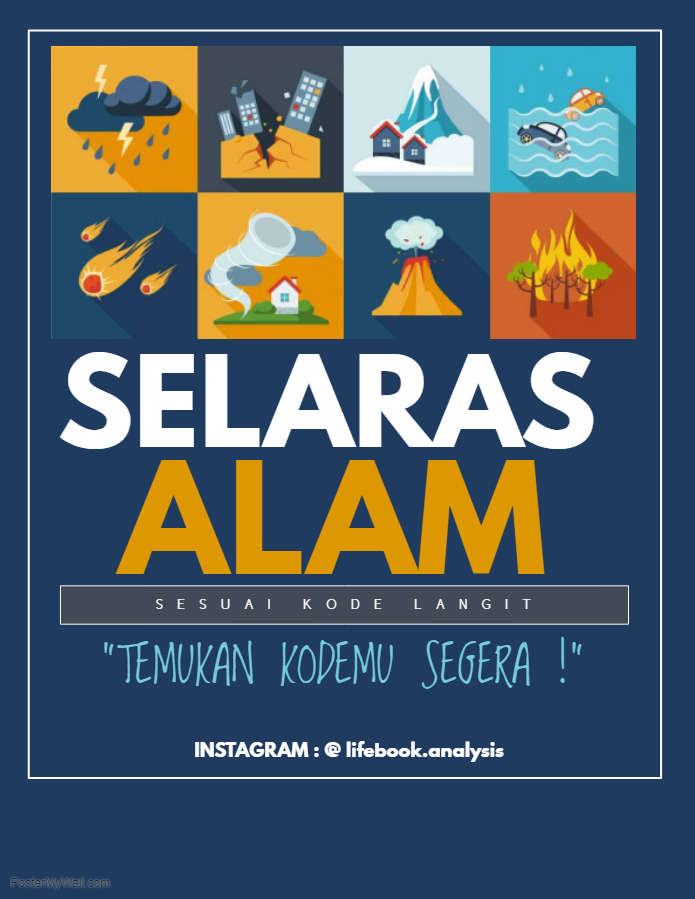 SELARAS
ALAM
SESUAI KODE LANGIT
"TEMUKAN KODEMU SEGERA !"
INSTAGRAM : @ lifebook.analysis
PosterMyWall.com